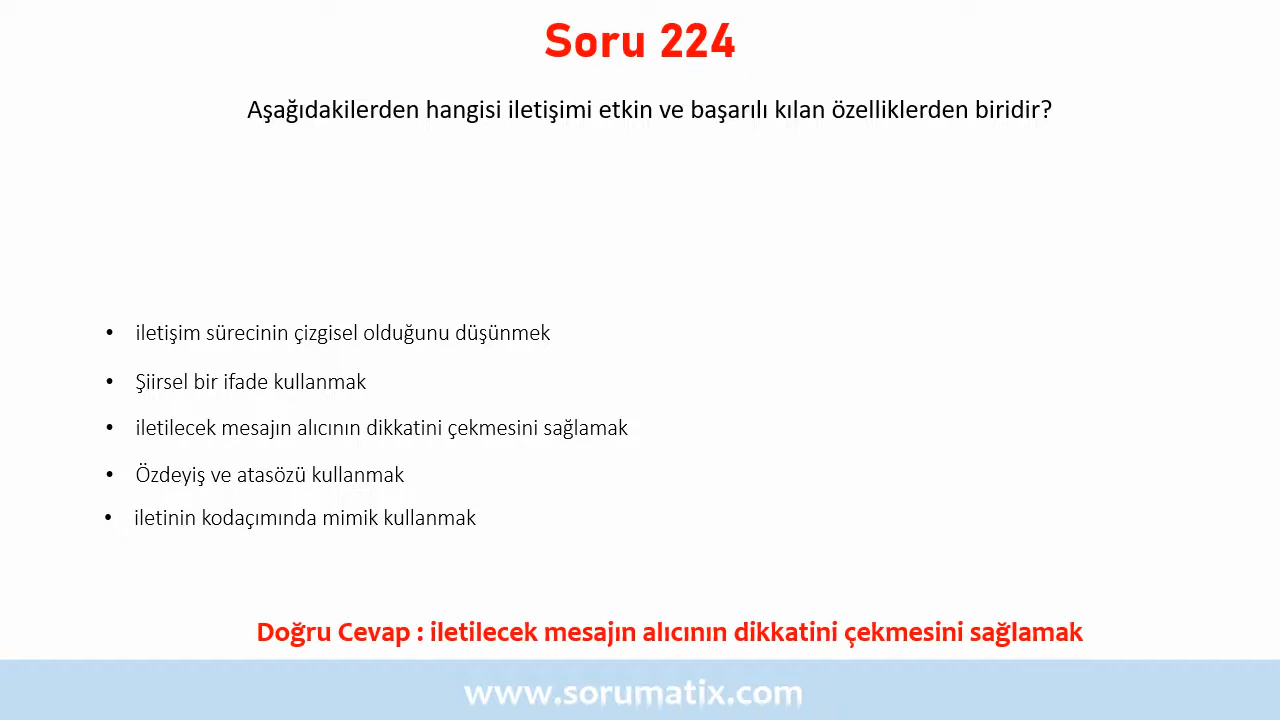 Soru 224
Aşağıdakilerden hangisi iletişimi etkin ve başarılı kılan özelliklerden biridir?
• iletişim sürecinin çizgisel olduğunu düşünmek
• Şiirsel bir ifade kullanmak
• iletilecek mesajın alıcının dikkatini çekmesini sağlamak
• Özdeyiş ve atasözü kullanmak
• iletinin kodaçımında mimik kullanmak
Doğru Cevap : iletilecek mesajın alıcının dikkatini çekmesini sağlamak
www.sorumatix.com